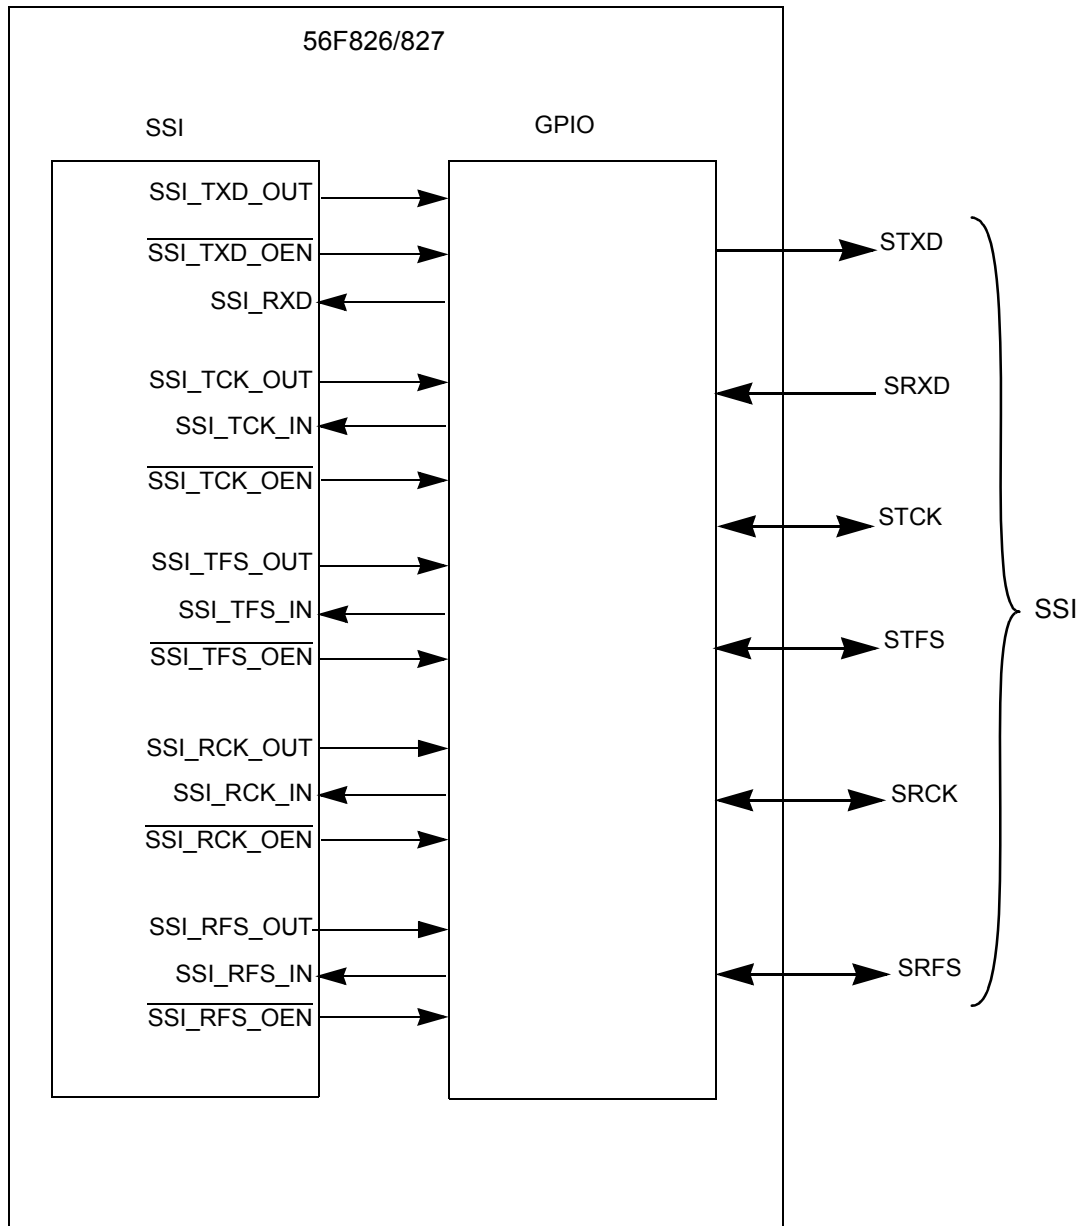 56F826/827
SSI
GPIO
SSI_TXD_OUT
SSI_TXD_OEN
SSI_RXD
SSI_TCK_OUT
SSI_TCK_IN
SSI_TCK_OEN
SSI_TFS_OUT
SSI_TFS_IN
SSI_TFS_OEN
SSI_RCK_OUT
SSI_RCK_IN
SSI_RCK_OEN
SSI_RFS_OUT
SSI_RFS_IN
SSI_RFS_OEN
STXD
SRXD
STCK
STFS
SRCK
SRFS
SSI